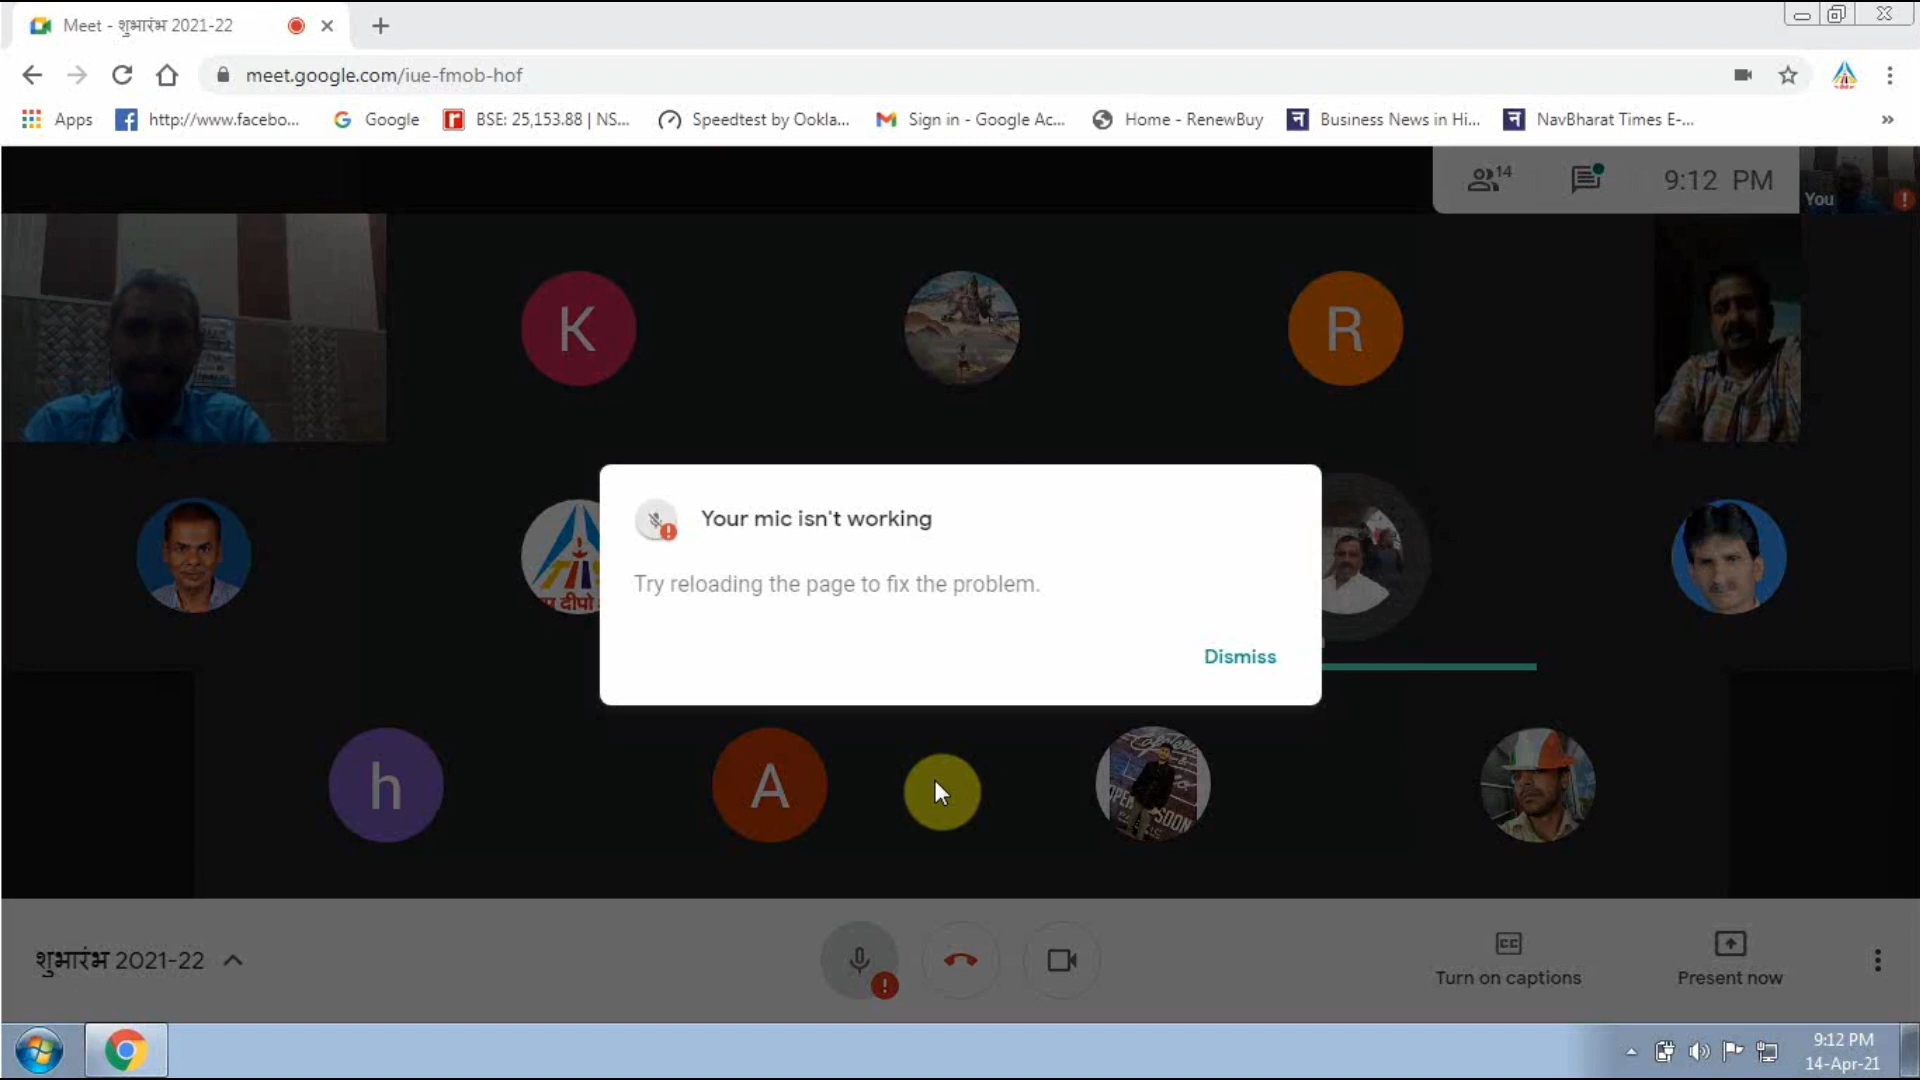 Meet - शुभारंभ 2021-22
meet.google.com/iue-fmob-hof
Apps
http://www.facebo...
Google
BSE: 25,153.88 | NS...
Speedtest by Ookla...
Sign in - Google Ac...
Home - RenewBuy
Business News in Hi...
NavBharat Times E-...
14
9:12 PM
You
K
R
Your mic isn't working
Try reloading the page to fix the problem.
Dismiss
प दीपो
h
A
OPEN
SOON
शुभारंभ 2021-22
CC
Turn on captions
Present now
9:12 PM
14-Apr-21